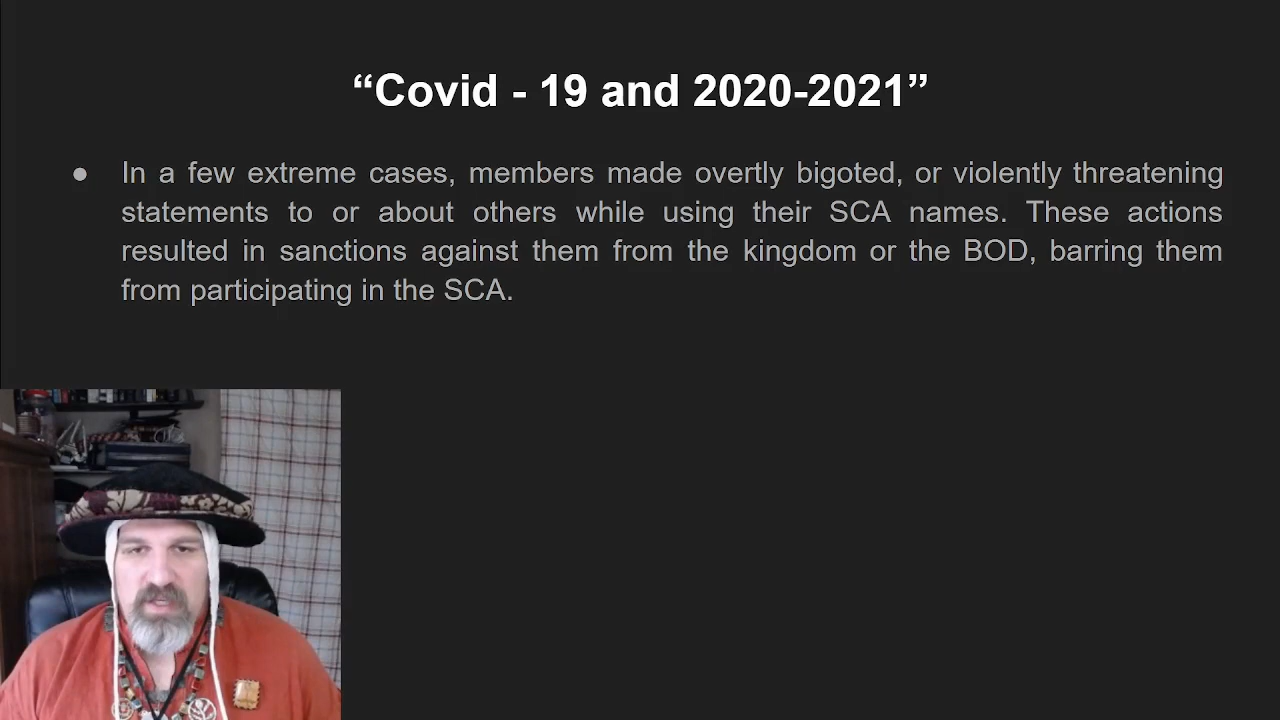 “Covid - 19 and 2020-2021”
● In a few extreme cases, members made overtly bigoted, or violently threatening
statements to or about others while using their SCA names. These actions
resulted in sanctions against them from the kingdom or the BOD, barring them
from participating in the SCA.